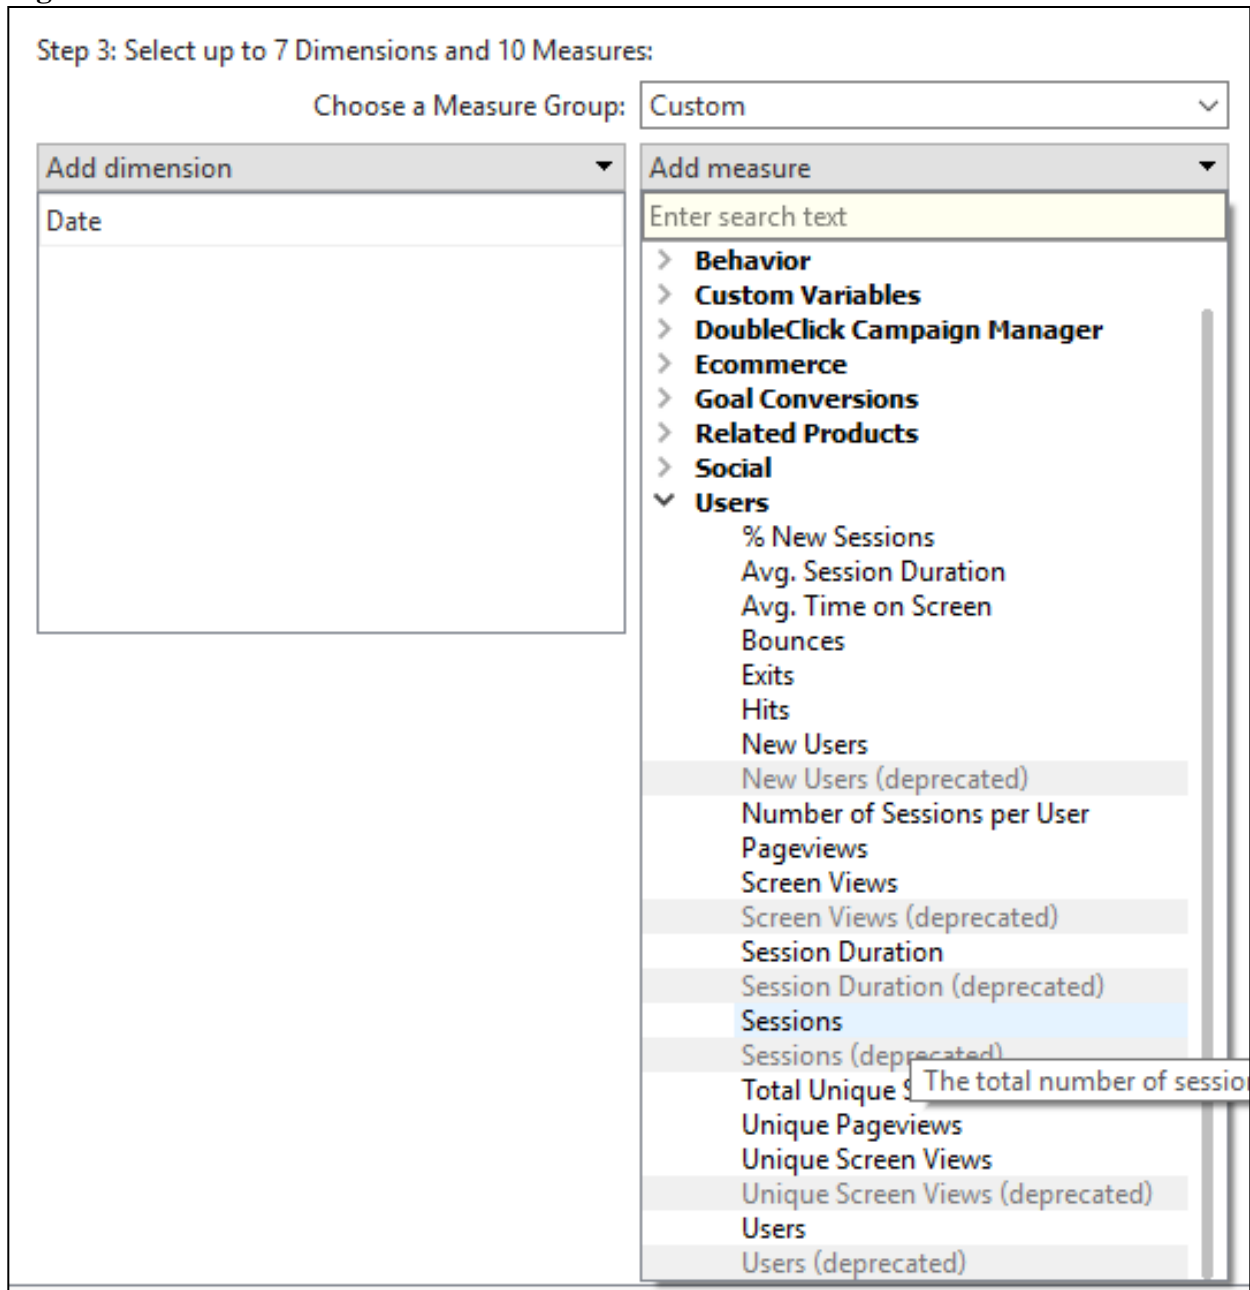 Step 3: Select up to 7 Dimensions and 10 Measures:
Choose a Measure Group: Custom
Add dimension
Date
Add measure
Enter search text
Behavior
Custom Variables
DoubleClick Campaign Manager
Ecommerce
Goal Conversions
Related Products
Social
Users
% New Sessions
Avg. Session Duration
Avg. Time on Screen
Bounces
Exits
Hits
New Users
New Users (deprecated)
Number of Sessions per User
Pageviews
Screen Views
Screen Views (deprecated)
Session Duration
Session Duration (deprecated)
Sessions
Sessions (deprecated)
Total Unique
The total number of
Unique Pageviews
Unique Screen Views
Unique Screen Views (deprecated)
Users
Users (deprecated)